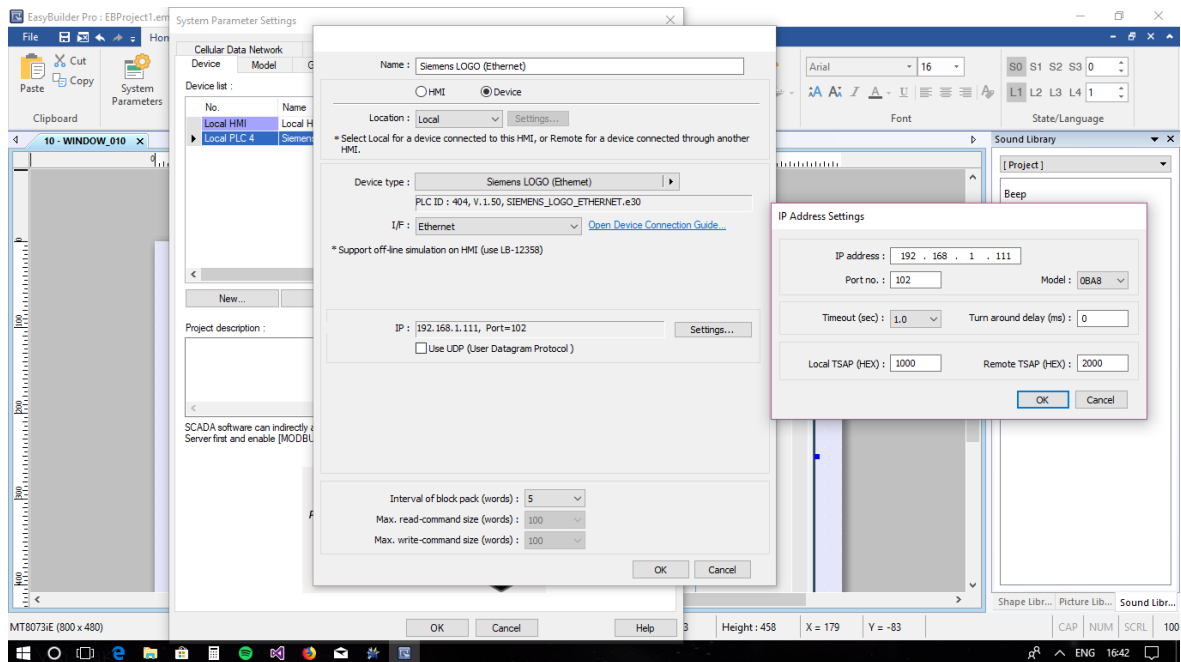 EasyBuilder Pro : EBProject1.em
System Parameter Settings
File
Hon
Paste
Cut
Copy
System
Parameters
Clipboard
Cellular Data Network
Device
Model
G
Device list :
No.
Name
Local HMI
Local H
Local PLC 4
Siemen
New...
Project description :
SCADA software can indirectly a
Server first and enable [MODBU
OK
Cancel
Help
10 - WINDOW_010
0
100
200
300
400
Name :
Siemens LOGO (Ethernet)
HMI
Device
Location :
Local
Settings...
* Select Local for a device connected to this HMI, or Remote for a device connected through another
HMI.
Device type :
Siemens LOGO (Ethernet)
PLC ID : 404, V.1.50, SIEMENS_LOGO_ETHERNET.e30
I/F :
Ethernet
Open Device Connection Guide...
* Support off-line simulation on HMI (use LB-12358)
IP :
192.168.1.111, Port=102
Settings...
Use UDP (User Datagram Protocol )
Interval of block pack (words) :
5
Max. read-command size (words) :
100
Max. write-command size (words) :
100
OK
Cancel
Arial
16
Font
S0 S1 S2 S3 0
L1 L2 L3 L4 1
State/Language
Sound Library
[ Project ]
Beep
IP Address Settings
IP address :
192 . 168 . 1 . 111
Port no. :
102
Model :
0BA8
Timeout (sec) :
1.0
Turn around delay (ms) :
0
Local TSAP (HEX) :
1000
Remote TSAP (HEX) :
2000
OK
Cancel
Shape Libr...
Picture Lib...
Sound Libr...
MT8073iE (800 x 480)
3
Height : 458
X = 179
Y = -83
CAP
NUM
SCRL
100
ENG
16:42